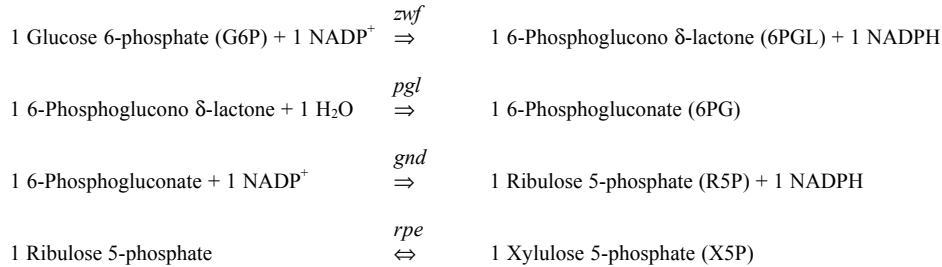 zwf
1 Glucose 6-phosphate (G6P) + 1 NADP⁺ ⇒ 1 6-Phosphoglucono δ-lactone (6PGL) + 1 NADPH
pgl
1 6-Phosphoglucono δ-lactone + 1 H₂O ⇒ 1 6-Phosphogluconate (6PG)
gnd
1 6-Phosphogluconate + 1 NADP⁺ ⇒ 1 Ribulose 5-phosphate (R5P) + 1 NADPH
rpe
1 Ribulose 5-phosphate ⇔ 1 Xylulose 5-phosphate (X5P)